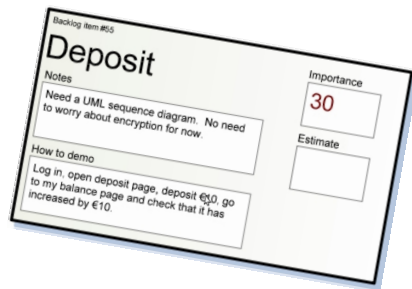 Backlog item #55
Deposit
Notes
Need a UML sequence diagram. No need
to worry about encryption for now.
How to demo
Log in, open deposit page, deposit €10, go
to my balance page and check that it has
increased by €10.
Importance
30
Estimate